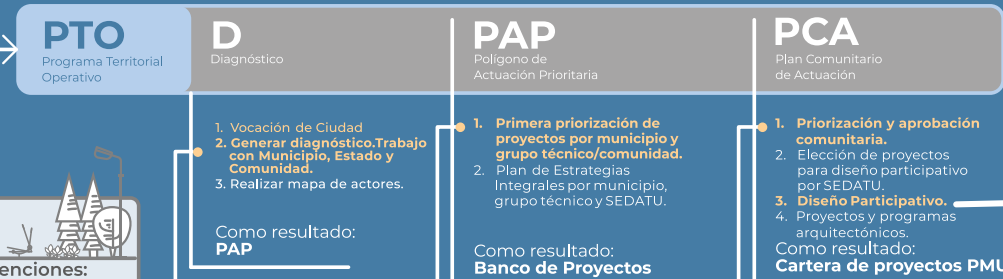 PTO
Programa Territorial
Operativo
D
Diagnóstico
PAP
Polígono de
Actuación Prioritaria
PCA
Plan Comunitario
de Actuación
1. Vocación de Ciudad
2. Generar diagnóstico.Trabajo
con Municipio, Estado y
Comunidad.
3. Realizar mapa de actores.
Como resultado:
PAP
1. Primera priorización de
proyectos por municipio y
grupo técnico/comunidad.
2. Plan de Estrategias
Integrales por municipio,
grupo técnico y SEDATU.
Como resultado:
Banco de Proyectos
1. Priorización y aprobación
comunitaria.
2. Elección de proyectos
para diseño participativo
por SEDATU.
3. Diseño Participativo.
4. Proyectos y programas
arquitectónicos.
Como resultado:
Cartera de proyectos PMU
enciones: